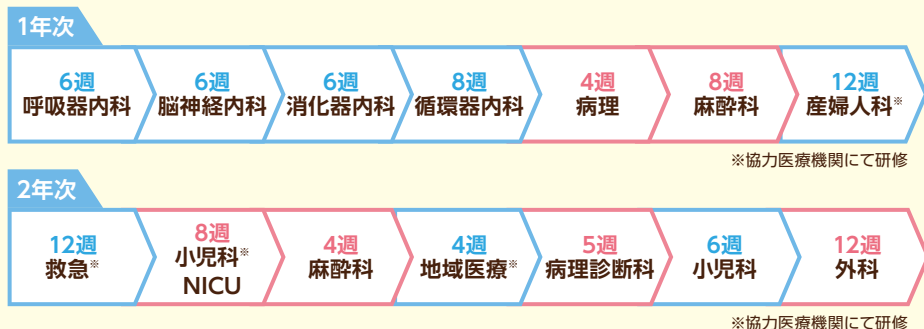 1年次
6週
呼吸器内科
6週
脳神経内科
6週
消化器内科
8週
循環器内科
4週
病理
8週
麻酔科
12週
産婦人科※
※協力医療機関にて研修
2年次
12週
救急※
8週
小児科※
NICU
4週
麻酔科
4週
地域医療※
5週
病理診断科
6週
小児科
12週
外科
※協力医療機関にて研修